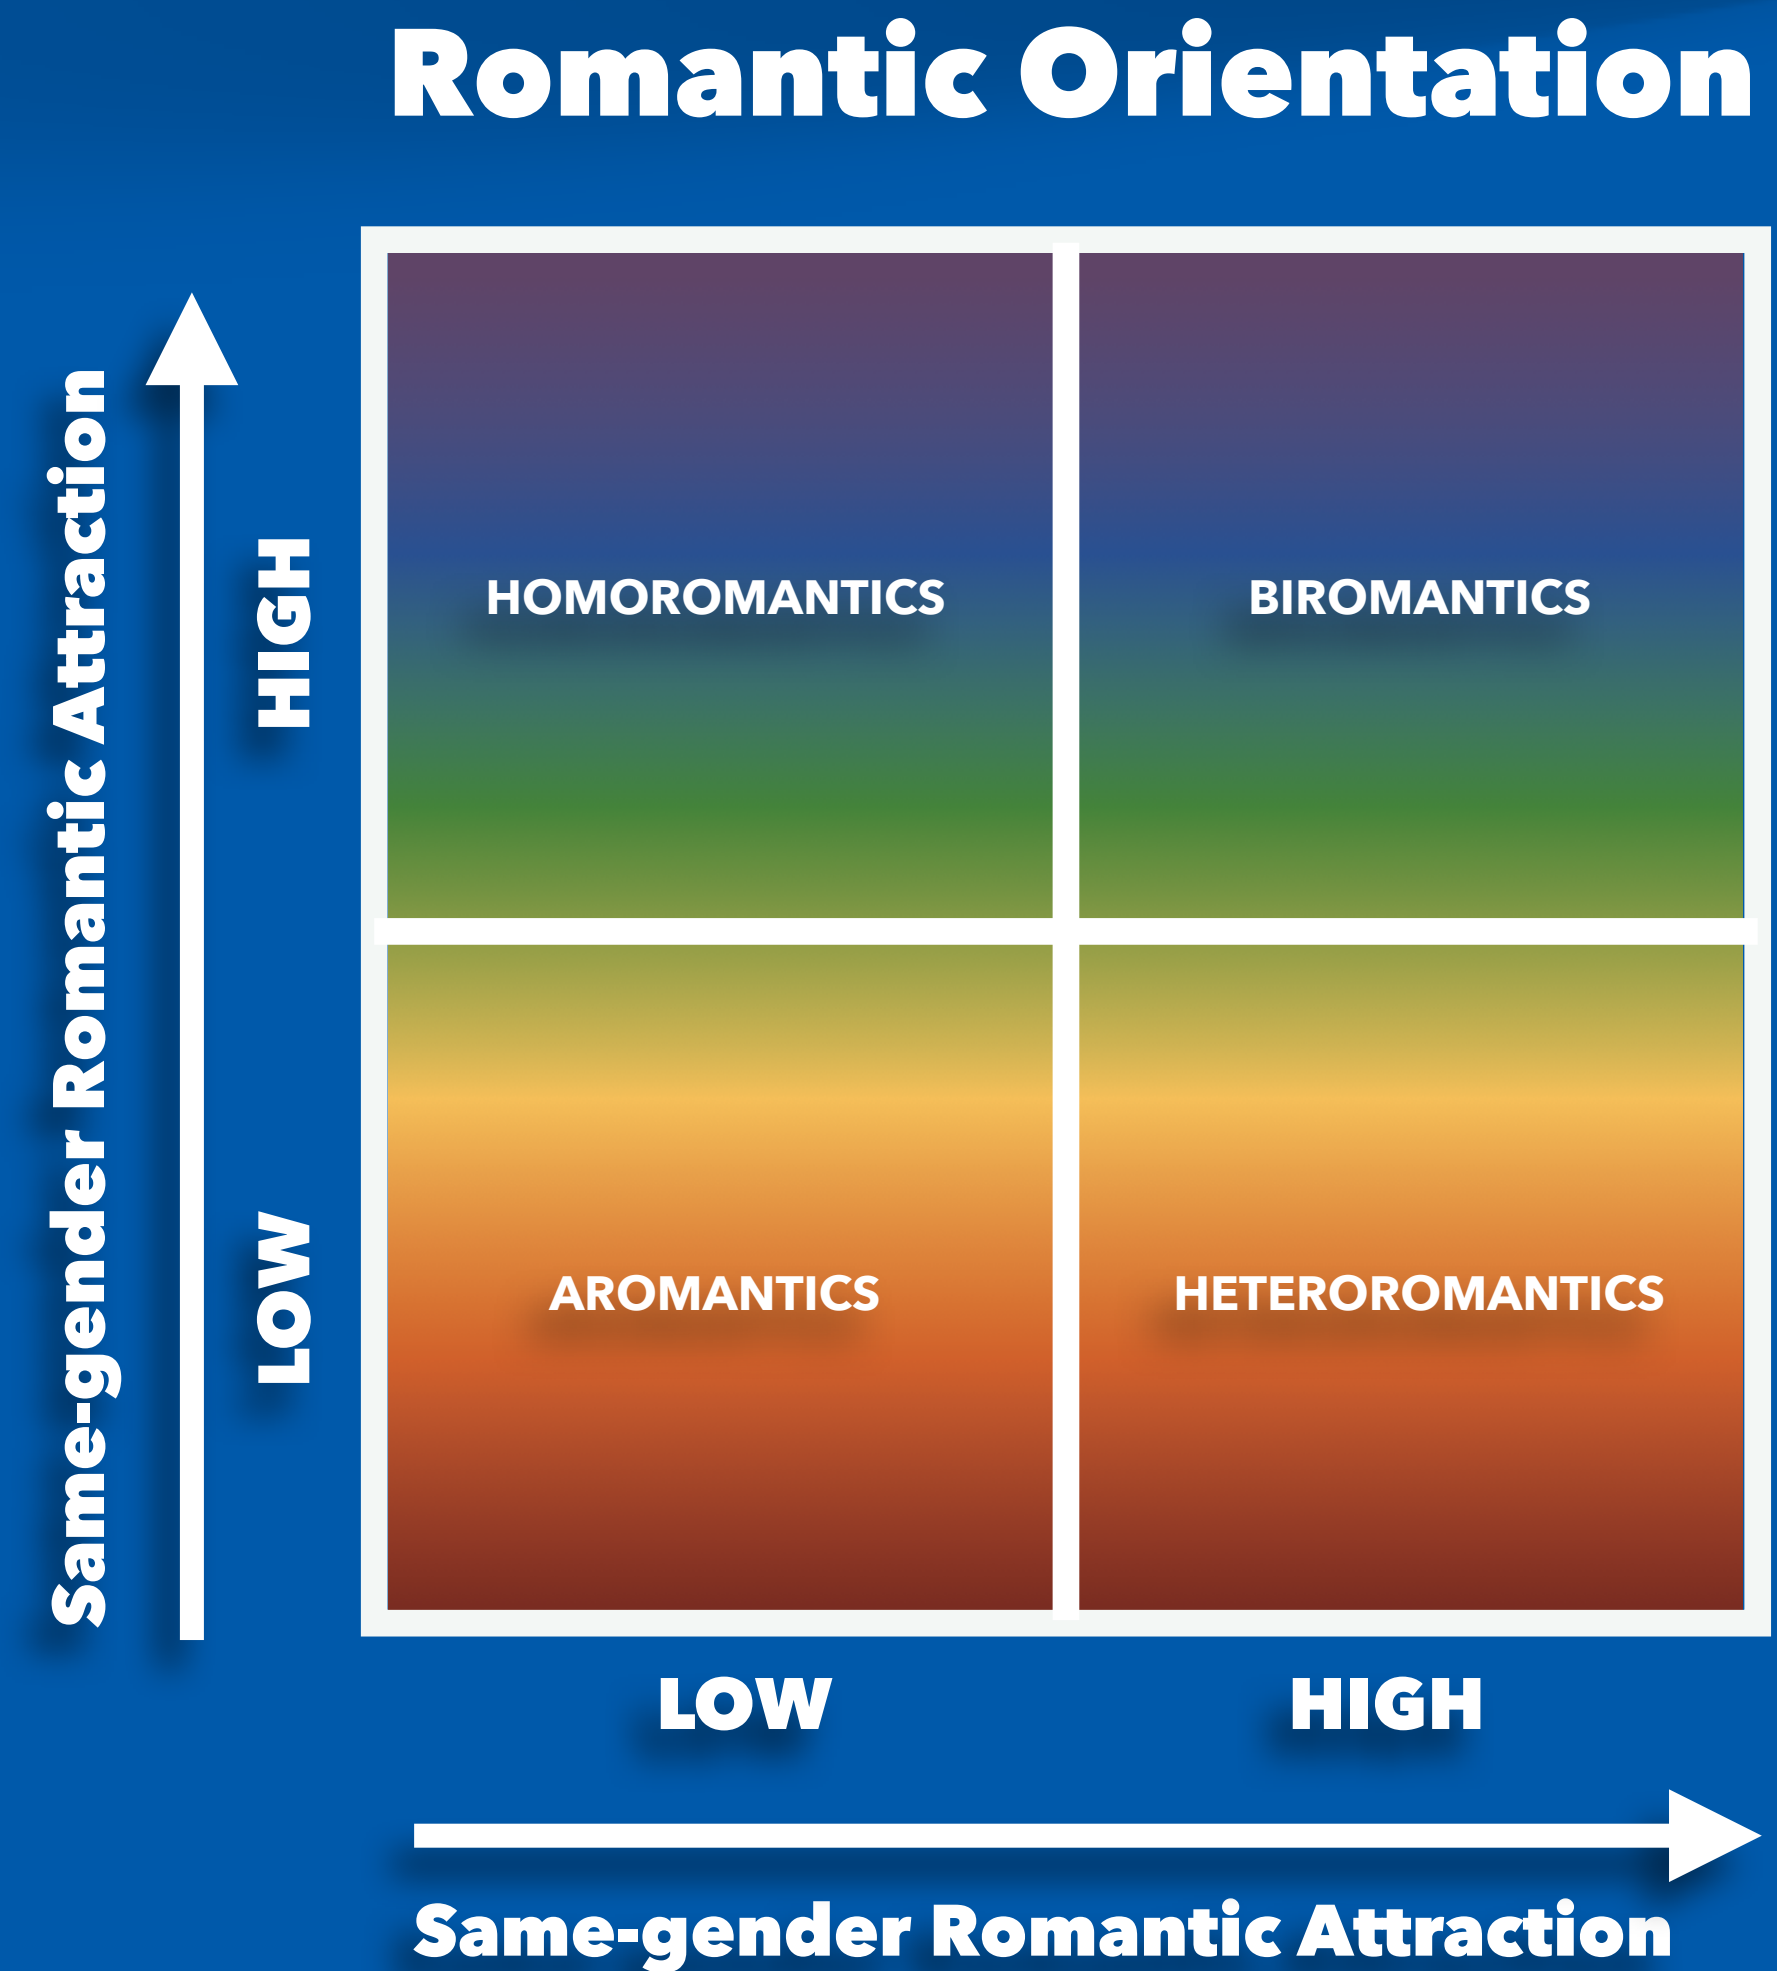 Romantic Orientation
Same-gender Romantic Attraction
HIGH
LOW
HOMOROMANTICS
BIROMANTICS
AROMANTICS
HETEROROMANTICS
LOW
HIGH
Same-gender Romantic Attraction